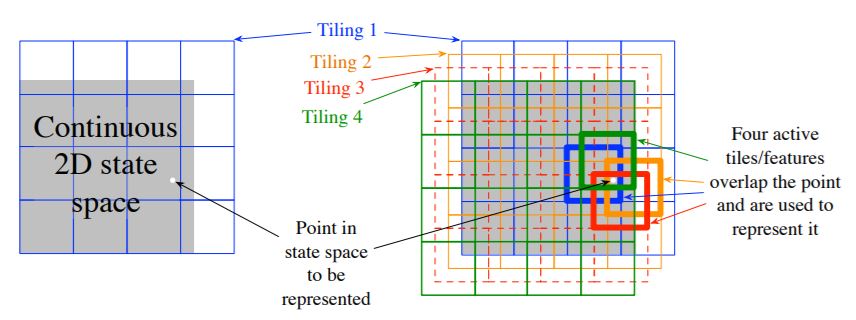 Tiling 1
Tiling 2
Tiling 3
Tiling 4
Continuous
2D state
space
Point in
state space
to be
represented
Four active
tiles/features
overlap the point
and are used to
represent it